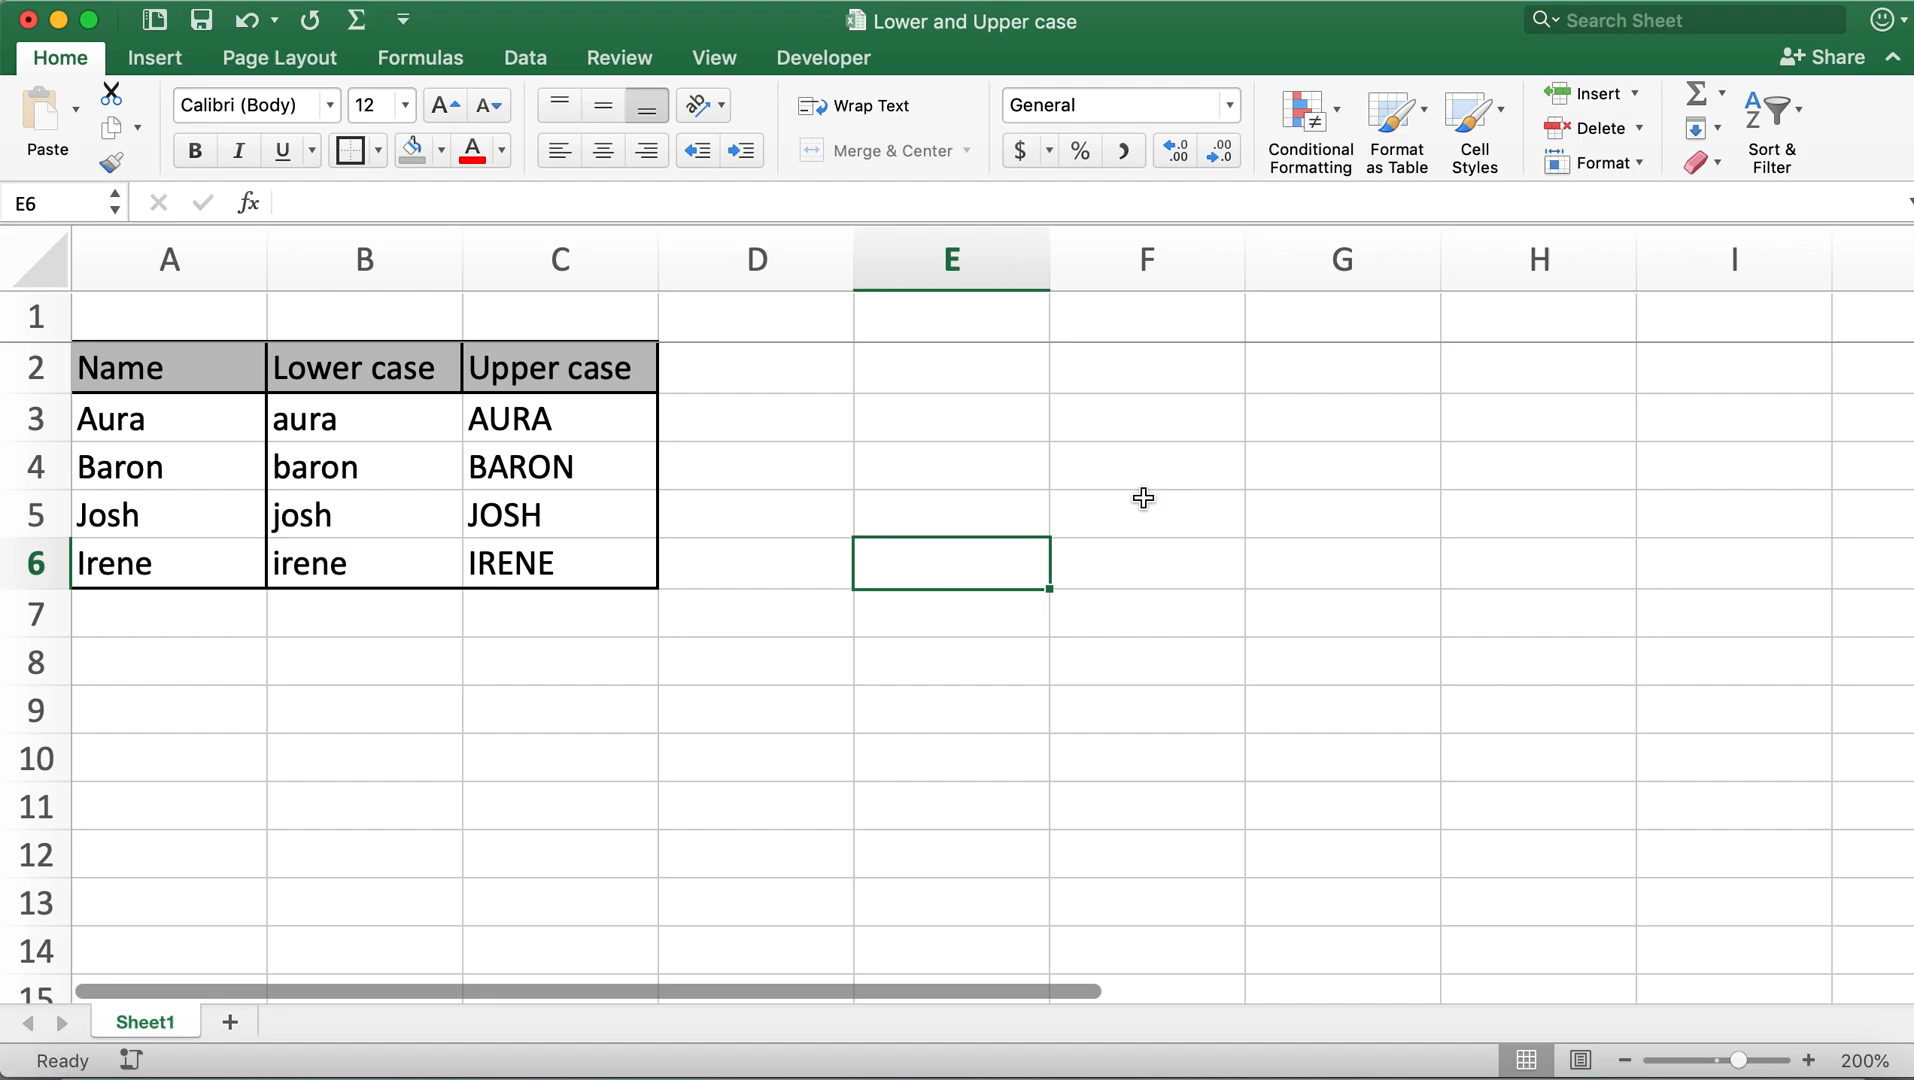 Lower and Upper case
Search Sheet
Home Insert Page Layout Formulas Data Review View Developer
Share
Paste
Calibri (Body) 12
Wrap Text
General
B I U
Merge & Center
$ %
Conditional Formatting
Format as Table
Cell Styles
Insert
Delete
Format
Sort & Filter
E6
fx
A B C D E F G H I
1
2 Name Lower case Upper case
3 Aura aura AURA
4 Baron baron BARON
5 Josh josh JOSH
6 Irene irene IRENE
7
8
9
10
11
12
13
14
15
Sheet1
Ready
200%